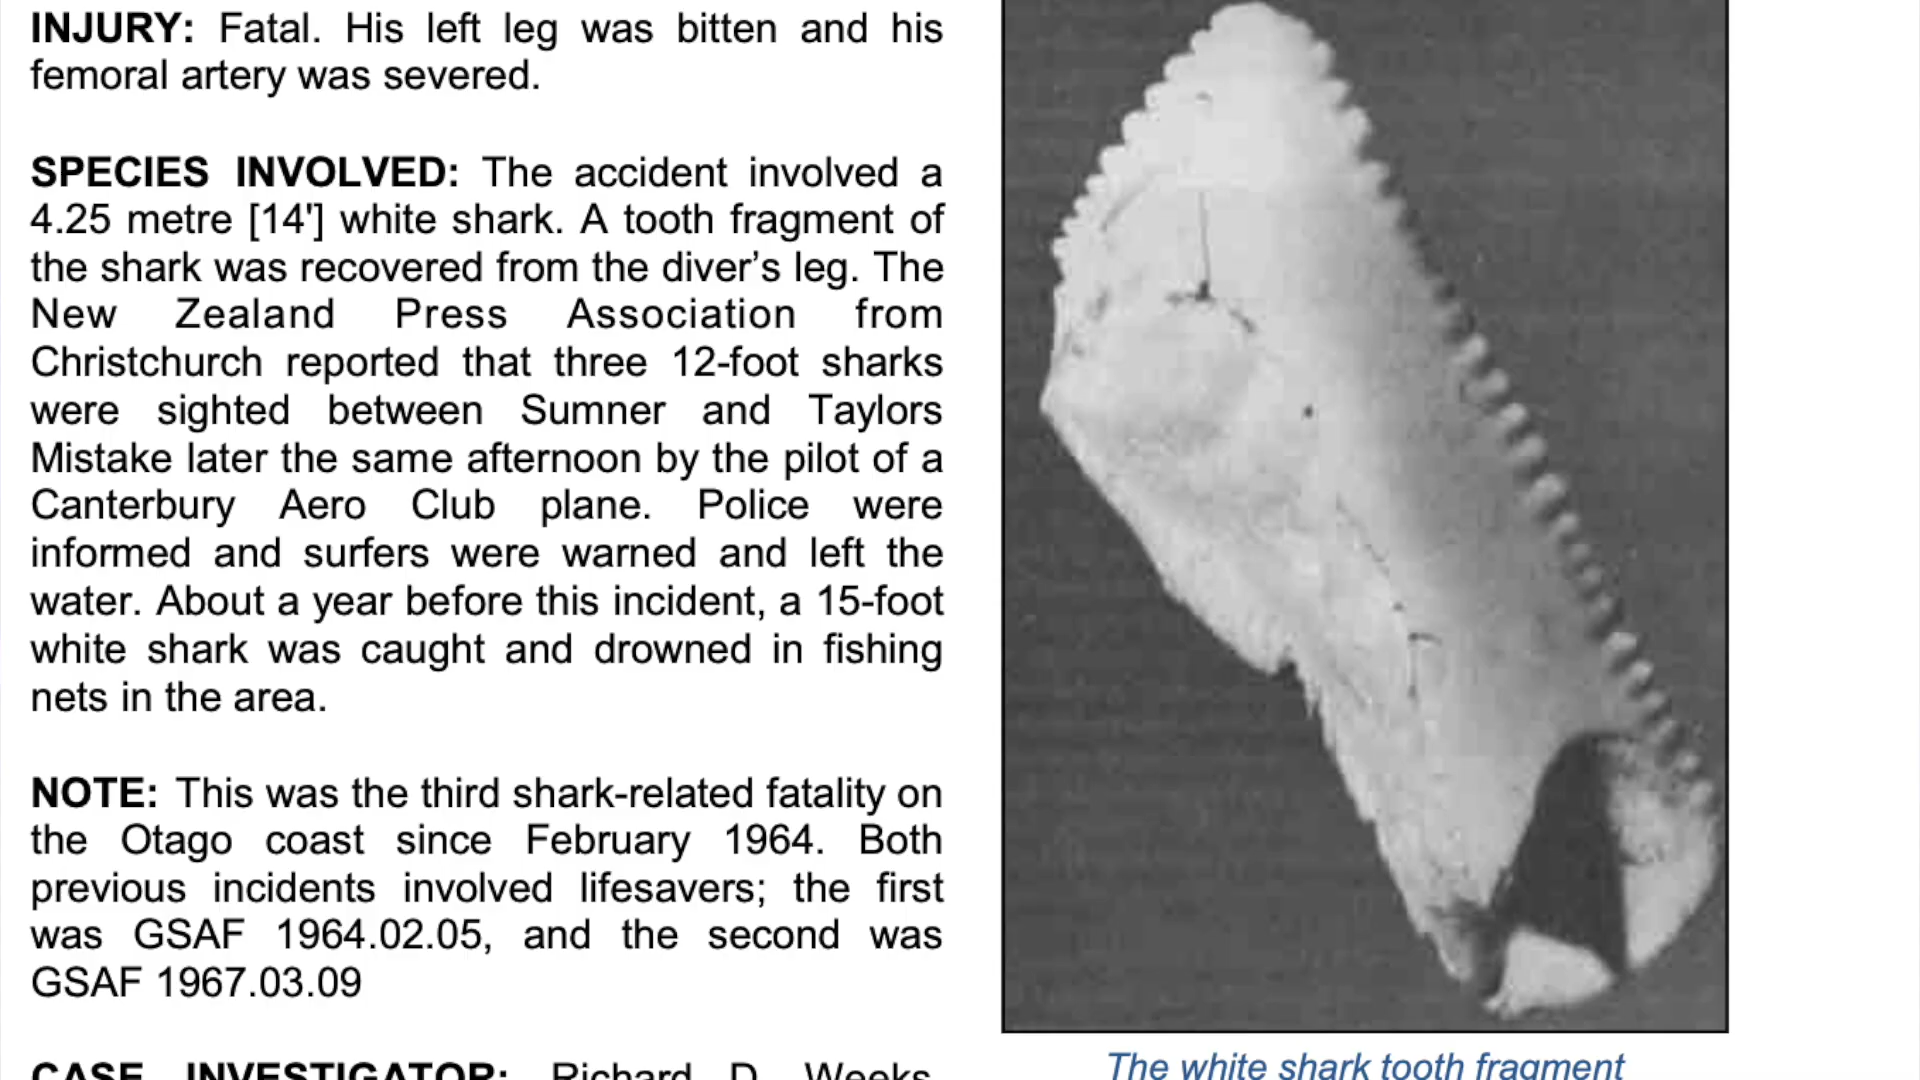 INJURY: Fatal. His left leg was bitten and his
femoral artery was severed.
SPECIES INVOLVED: The accident involved a
4.25 metre [14'] white shark. A tooth fragment of
the shark was recovered from the diver’s leg. The
New Zealand Press Association from
Christchurch reported that three 12-foot sharks
were sighted between Sumner and Taylors
Mistake later the same afternoon by the pilot of a
Canterbury Aero Club plane. Police were
informed and surfers were warned and left the
water. About a year before this incident, a 15-foot
white shark was caught and drowned in fishing
nets in the area.
NOTE: This was the third shark-related fatality on
the Otago coast since February 1964. Both
previous incidents involved lifesavers; the first
was GSAF 1964.02.05, and the second was
GSAF 1967.03.09
CASE INVESTIGATOR: Richard D. Weeks,
The white shark tooth fragment